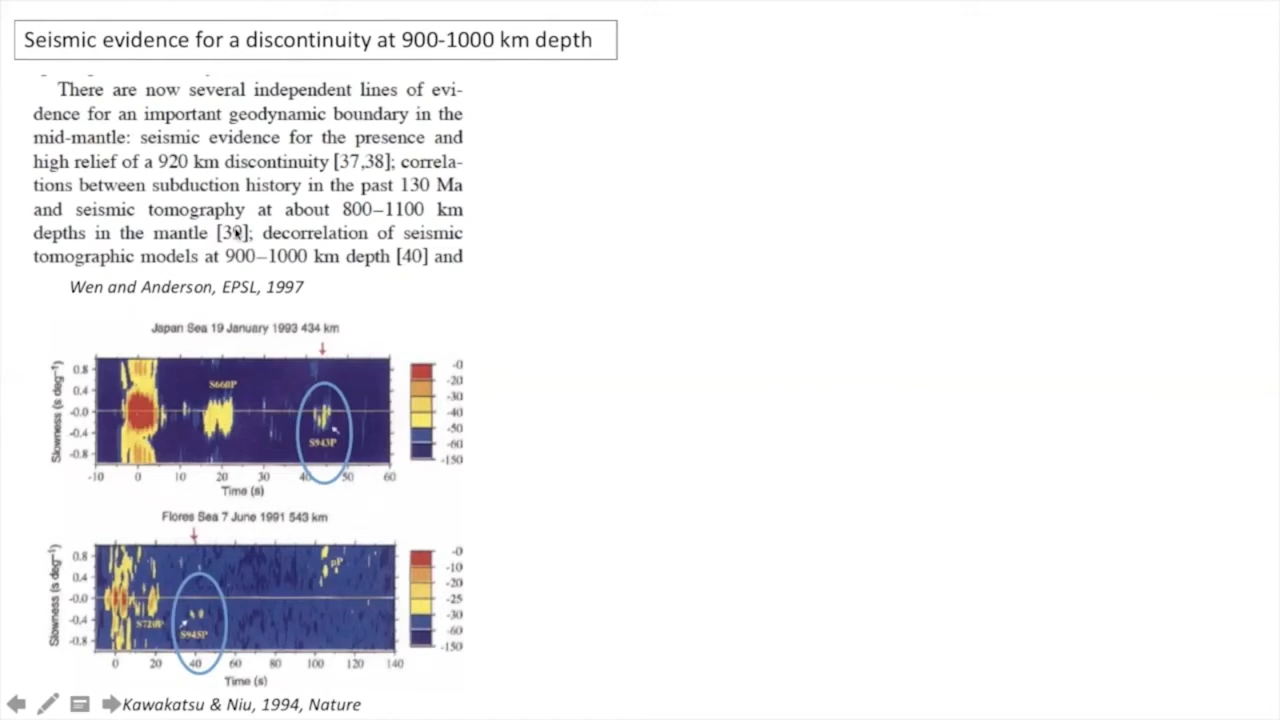 Seismic evidence for a discontinuity at 900-1000 km depth
There are now several independent lines of evi-
dence for an important geodynamic boundary in the
mid-mantle: seismic evidence for the presence and
high relief of a 920 km discontinuity [37,38]; correla-
tions between subduction history in the past 130 Ma
and seismic tomography at about 800–1100 km
depths in the mantle [39]; decorrelation of seismic
tomographic models at 900–1000 km depth [40] and
Wen and Anderson, EPSL, 1997
Japan Sea 19 January 1993 434 km
Slowness (s deg⁻¹)
0.8
0.4
-0.0
-0.4
-0.8
S660P
S943P
-10 0 10 20 30 40 50 60
Time (s)
-0
-20
-30
-40
-50
-60
-150
Flores Sea 7 June 1991 543 km
Slowness (s deg⁻¹)
0.8
0.4
-0.0
-0.4
-0.8
pP
S720P
S945P
0 20 40 60 80 100 120 140
Time (s)
-0
-10
-20
-25
-30
-60
-150
Kawakatsu & Niu, 1994, Nature